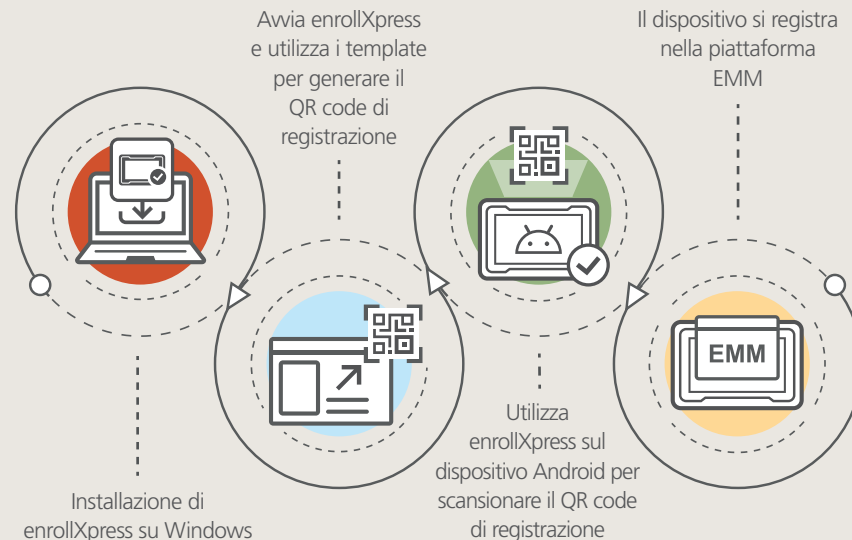 Installazione di
enrollXpress su Windows
Avvia enrollXpress
e utilizza i template
per generare il
QR code di
registrazione
Utilizza
enrollXpress sul
dispositivo Android per
scansionare il QR code
di registrazione
Il dispositivo si registra
nella piattaforma
EMM
EMM